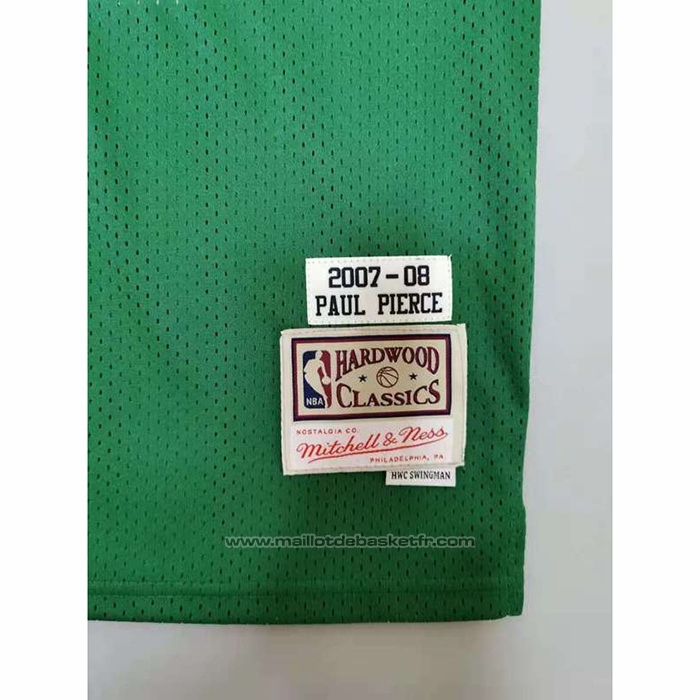 2007-08
PAUL PIERCE
NBA
HARDWOOD
CLASSICS
NOSTALGIA CO.
Mitchell & Ness
PHILADELPHIA, PA
HWC SWINGMAN
www.maillotdebasketfr.com